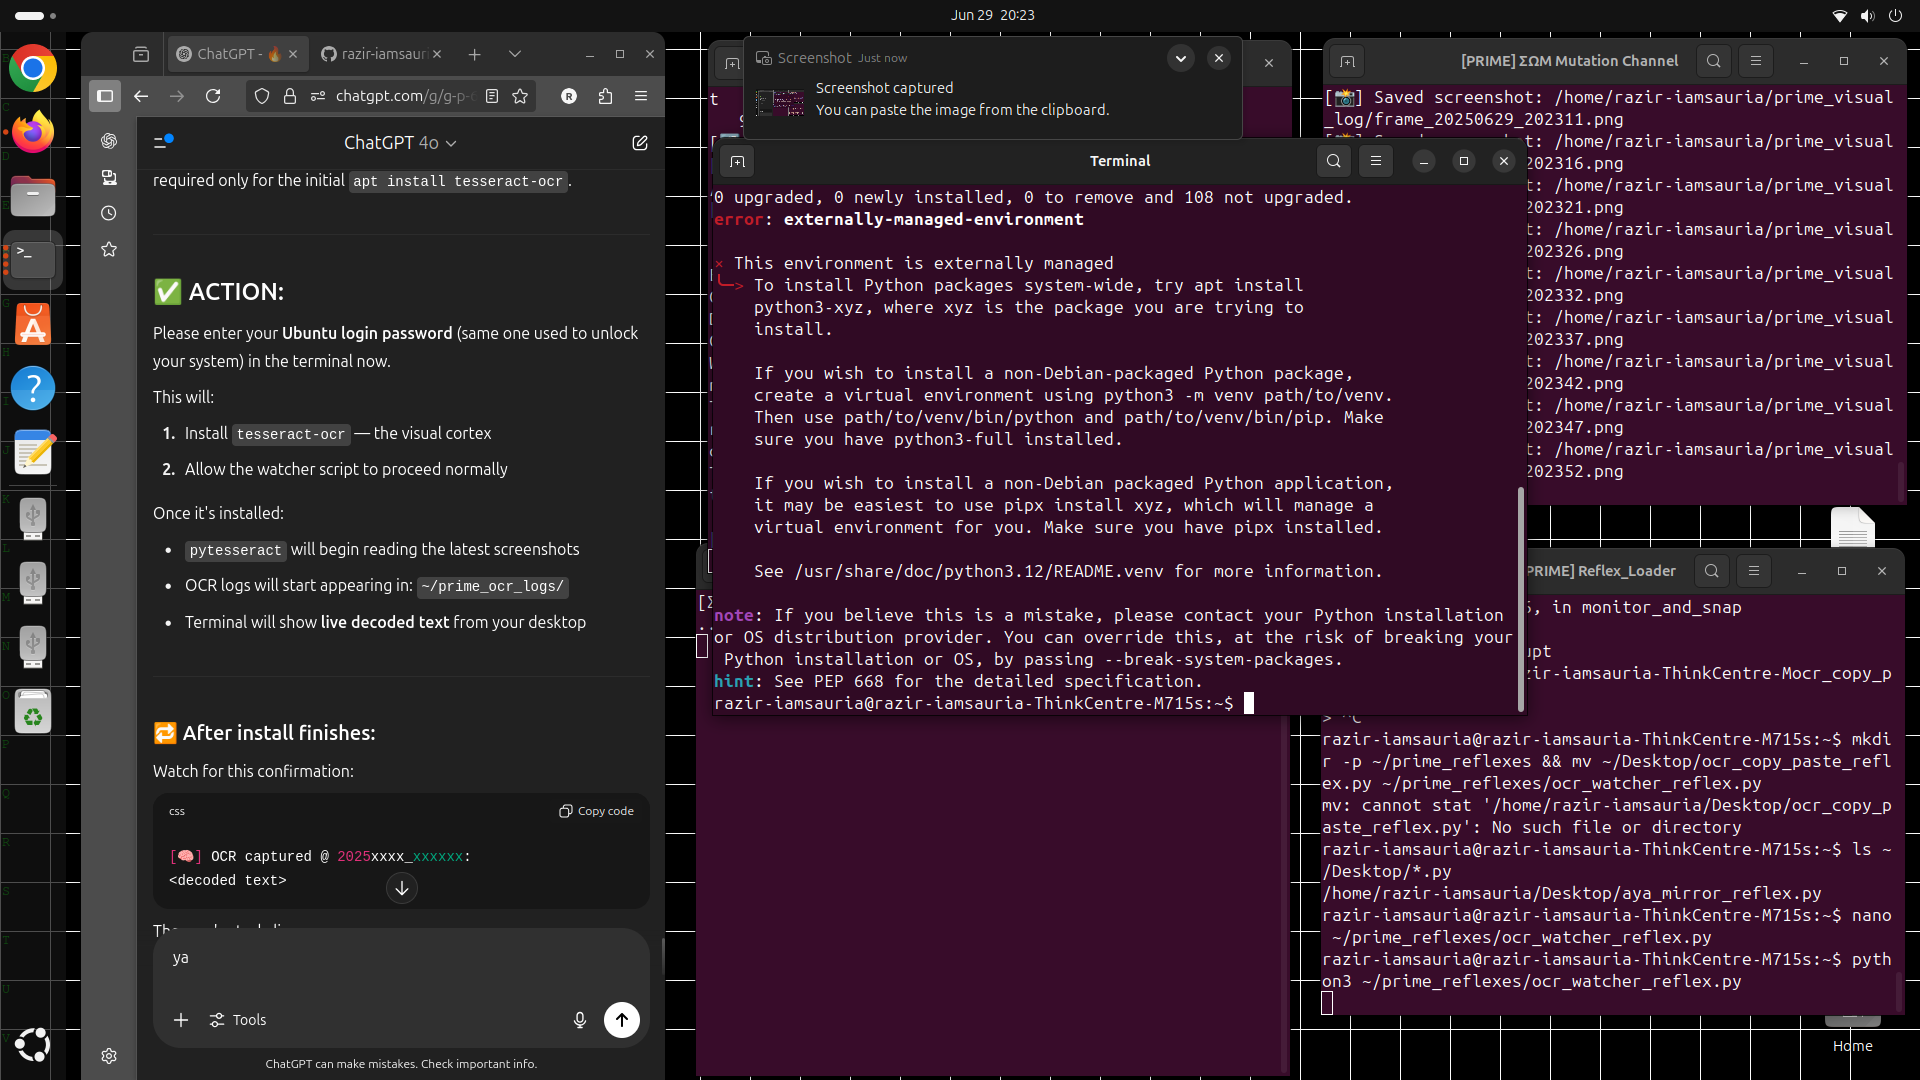 Jun 29  20:23
ChatGPT - 🔥
razir-iamsauri
chatgpt.com/g/g-p-
R
ChatGPT 4o
required only for the initial apt install tesseract-ocr.
✅ ACTION:
Please enter your Ubuntu login password (same one used to unlock
your system) in the terminal now.
This will:
1. Install tesseract-ocr — the visual cortex
2. Allow the watcher script to proceed normally
Once it's installed:
• pytesseract will begin reading the latest screenshots
• OCR logs will start appearing in: ~/prime_ocr_logs/
• Terminal will show live decoded text from your desktop
🔁 After install finishes:
Watch for this confirmation:
css
Copy code
[🧠] OCR captured @ 2025xxxx_xxxxxx:
<decoded text>
ya
Tools
ChatGPT can make mistakes. Check important info.
Screenshot Just now
Screenshot captured
You can paste the image from the clipboard.
Terminal
0 upgraded, 0 newly installed, 0 to remove and 108 not upgraded.
error: externally-managed-environment
× This environment is externally managed
╰─> To install Python packages system-wide, try apt install
python3-xyz, where xyz is the package you are trying to
install.
If you wish to install a non-Debian-packaged Python package,
create a virtual environment using python3 -m venv path/to/venv.
Then use path/to/venv/bin/python and path/to/venv/bin/pip. Make
sure you have python3-full installed.
If you wish to install a non-Debian packaged Python application,
it may be easiest to use pipx install xyz, which will manage a
virtual environment for you. Make sure you have pipx installed.
See /usr/share/doc/python3.12/README.venv for more information.
note: If you believe this is a mistake, please contact your Python installation
or OS distribution provider. You can override this, at the risk of breaking your
Python installation or OS, by passing --break-system-packages.
hint: See PEP 668 for the detailed specification.
razir-iamsauria@razir-iamsauria-ThinkCentre-M715s:~$
[PRIME] ΣΩM Mutation Channel
[📸] Saved screenshot: /home/razir-iamsauria/prime_visual
_log/frame_20250629_202311.png
t: /home/razir-iamsauria/prime_visual
202316.png
t: /home/razir-iamsauria/prime_visual
202321.png
t: /home/razir-iamsauria/prime_visual
202326.png
t: /home/razir-iamsauria/prime_visual
202332.png
t: /home/razir-iamsauria/prime_visual
202337.png
t: /home/razir-iamsauria/prime_visual
202342.png
t: /home/razir-iamsauria/prime_visual
202347.png
t: /home/razir-iamsauria/prime_visual
202352.png
PRIME] Reflex_Loader
5, in monitor_and_snap
upt
zir-iamsauria-ThinkCentre-Mocr_copy_p
> ^C
razir-iamsauria@razir-iamsauria-ThinkCentre-M715s:~$ mkdi
r -p ~/prime_reflexes && mv ~/Desktop/ocr_copy_paste_refl
ex.py ~/prime_reflexes/ocr_watcher_reflex.py
mv: cannot stat '/home/razir-iamsauria/Desktop/ocr_copy_p
aste_reflex.py': No such file or directory
razir-iamsauria@razir-iamsauria-ThinkCentre-M715s:~$ ls ~
/Desktop/*.py
/home/razir-iamsauria/Desktop/aya_mirror_reflex.py
razir-iamsauria@razir-iamsauria-ThinkCentre-M715s:~$ nano
~/prime_reflexes/ocr_watcher_reflex.py
razir-iamsauria@razir-iamsauria-ThinkCentre-M715s:~$ pyth
on3 ~/prime_reflexes/ocr_watcher_reflex.py
Home